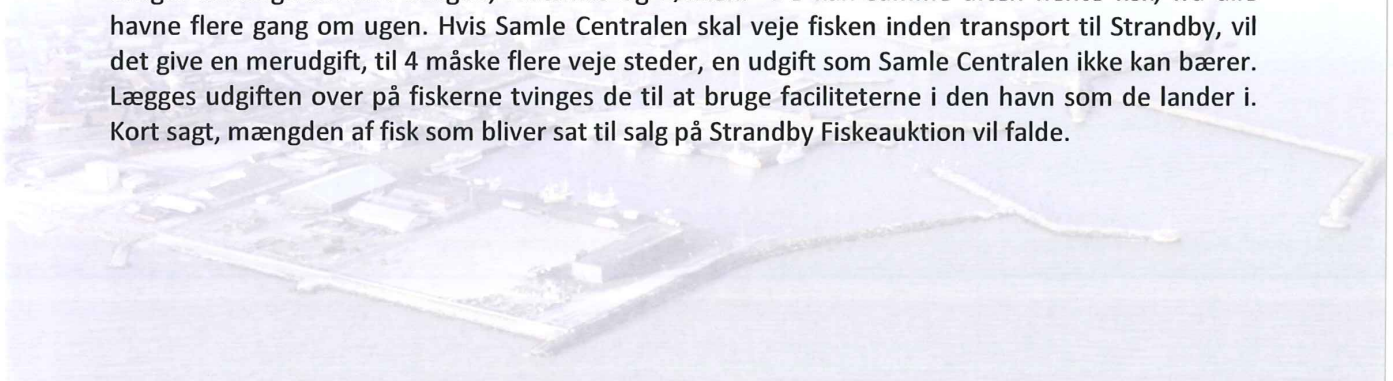 havne flere gang om ugen. Hvis Samle Centralen skal veje fisken inden transport til Strandby, vil
det give en merudgift, til 4 måske flere veje steder, en udgift som Samle Centralen ikke kan bærer.
Lægges udgiften over på fiskerne tvinges de til at bruge faciliteterne i den havn som de lander i.
Kort sagt, mængden af fisk som bliver sat til salg på Strandby Fiskeauktion vil falde.